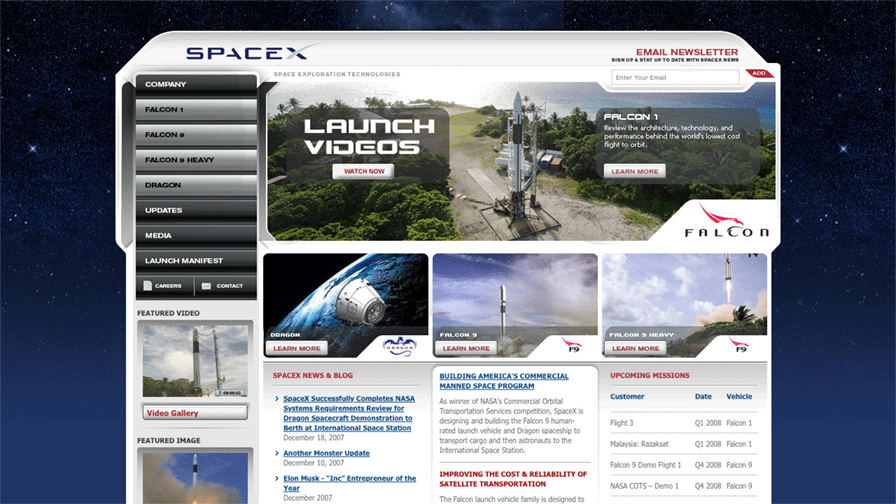 SPACEX
EMAIL NEWSLETTER
SIGN UP & STAY UP TO DATE WITH SPACEX NEWS
SPACE EXPLORATION TECHNOLOGIES
Enter Your Email
ADD
COMPANY
FALCON 1
FALCON 9
FALCON 9 HEAVY
DRAGON
UPDATES
MEDIA
LAUNCH MANIFEST
CAREERS
CONTACT
LAUNCH
VIDEOS
WATCH NOW
FALCON 1
Review the architecture, technology, and
performance behind the world's lowest cost
flight to orbit.
LEARN MORE
FALCON
DRAGON
LEARN MORE
DRAGON
FALCON 9
LEARN MORE
F9
FALCON 9 HEAVY
LEARN MORE
F9
FEATURED VIDEO
Video Gallery
FEATURED IMAGE
SPACEX NEWS & BLOG
SpaceX Successfully Completes NASA
Systems Requirements Review for
Dragon Spacecraft Demonstration to
Berth at International Space Station
December 18, 2007
Another Monster Update
December 10, 2007
Elon Musk - "Inc" Entrepreneur of the
Year
December 2007
BUILDING AMERICA'S COMMERCIAL
MANNED SPACE PROGRAM
As winner of NASA's Commercial Orbital
Transportation Services competition, SpaceX is
designing and building the Falcon 9 human-
rated launch vehicle and Dragon spaceship to
transport cargo and then astronauts to the
International Space Station.
IMPROVING THE COST & RELIABILITY OF
SATELLITE TRANSPORTATION
The Falcon launch vehicle family is designed to
UPCOMING MISSIONS
Customer Date Vehicle
Flight 3 Q1 2008 Falcon 1
Malaysia: Razaksat Q1 2008 Falcon 1
Falcon 9 Demo Flight 1 Q4 2008 Falcon 9
NASA COTS – Demo 1 Q4 2008 Falcon 9